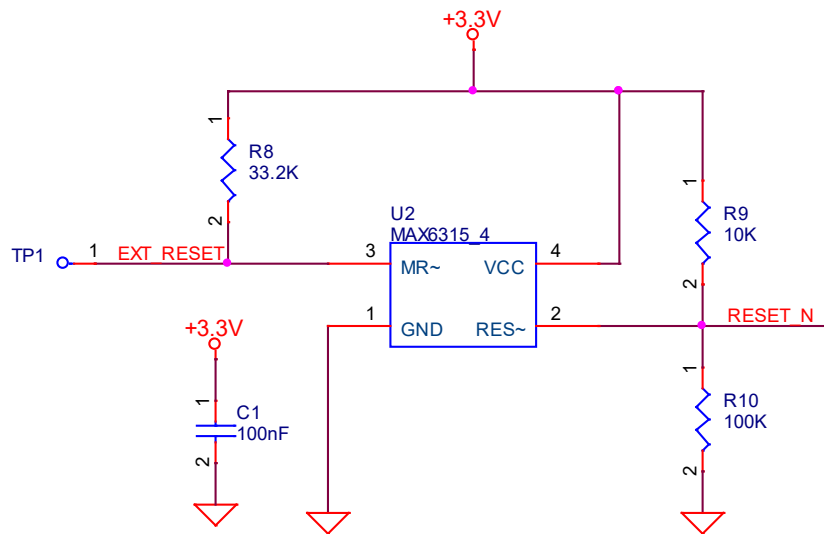 +3.3V
1
R8
33.2K
2
TP1
1
EXT_RESET
U2
MAX6315_4
3
MR~
VCC
4
1
GND
RES~
2
1
R9
10K
2
RESET_N
+3.3V
1
C1
100nF
2
1
R10
100K
2